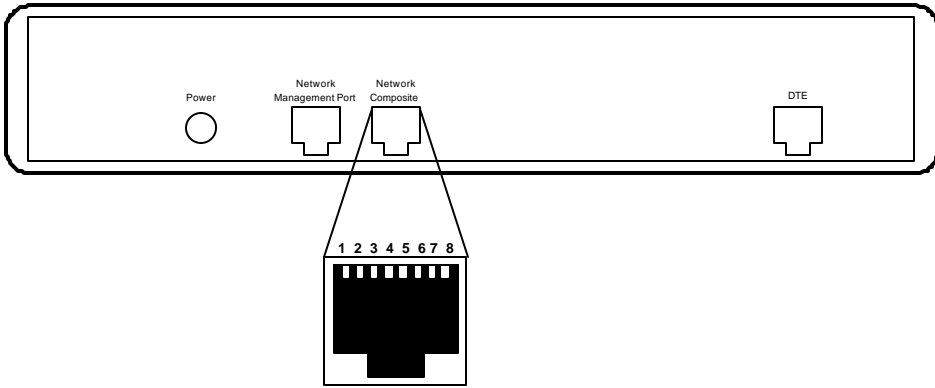 Power
Network
Management Port
Network
Composite
DTE
1 2 3 4 5 6 7 8